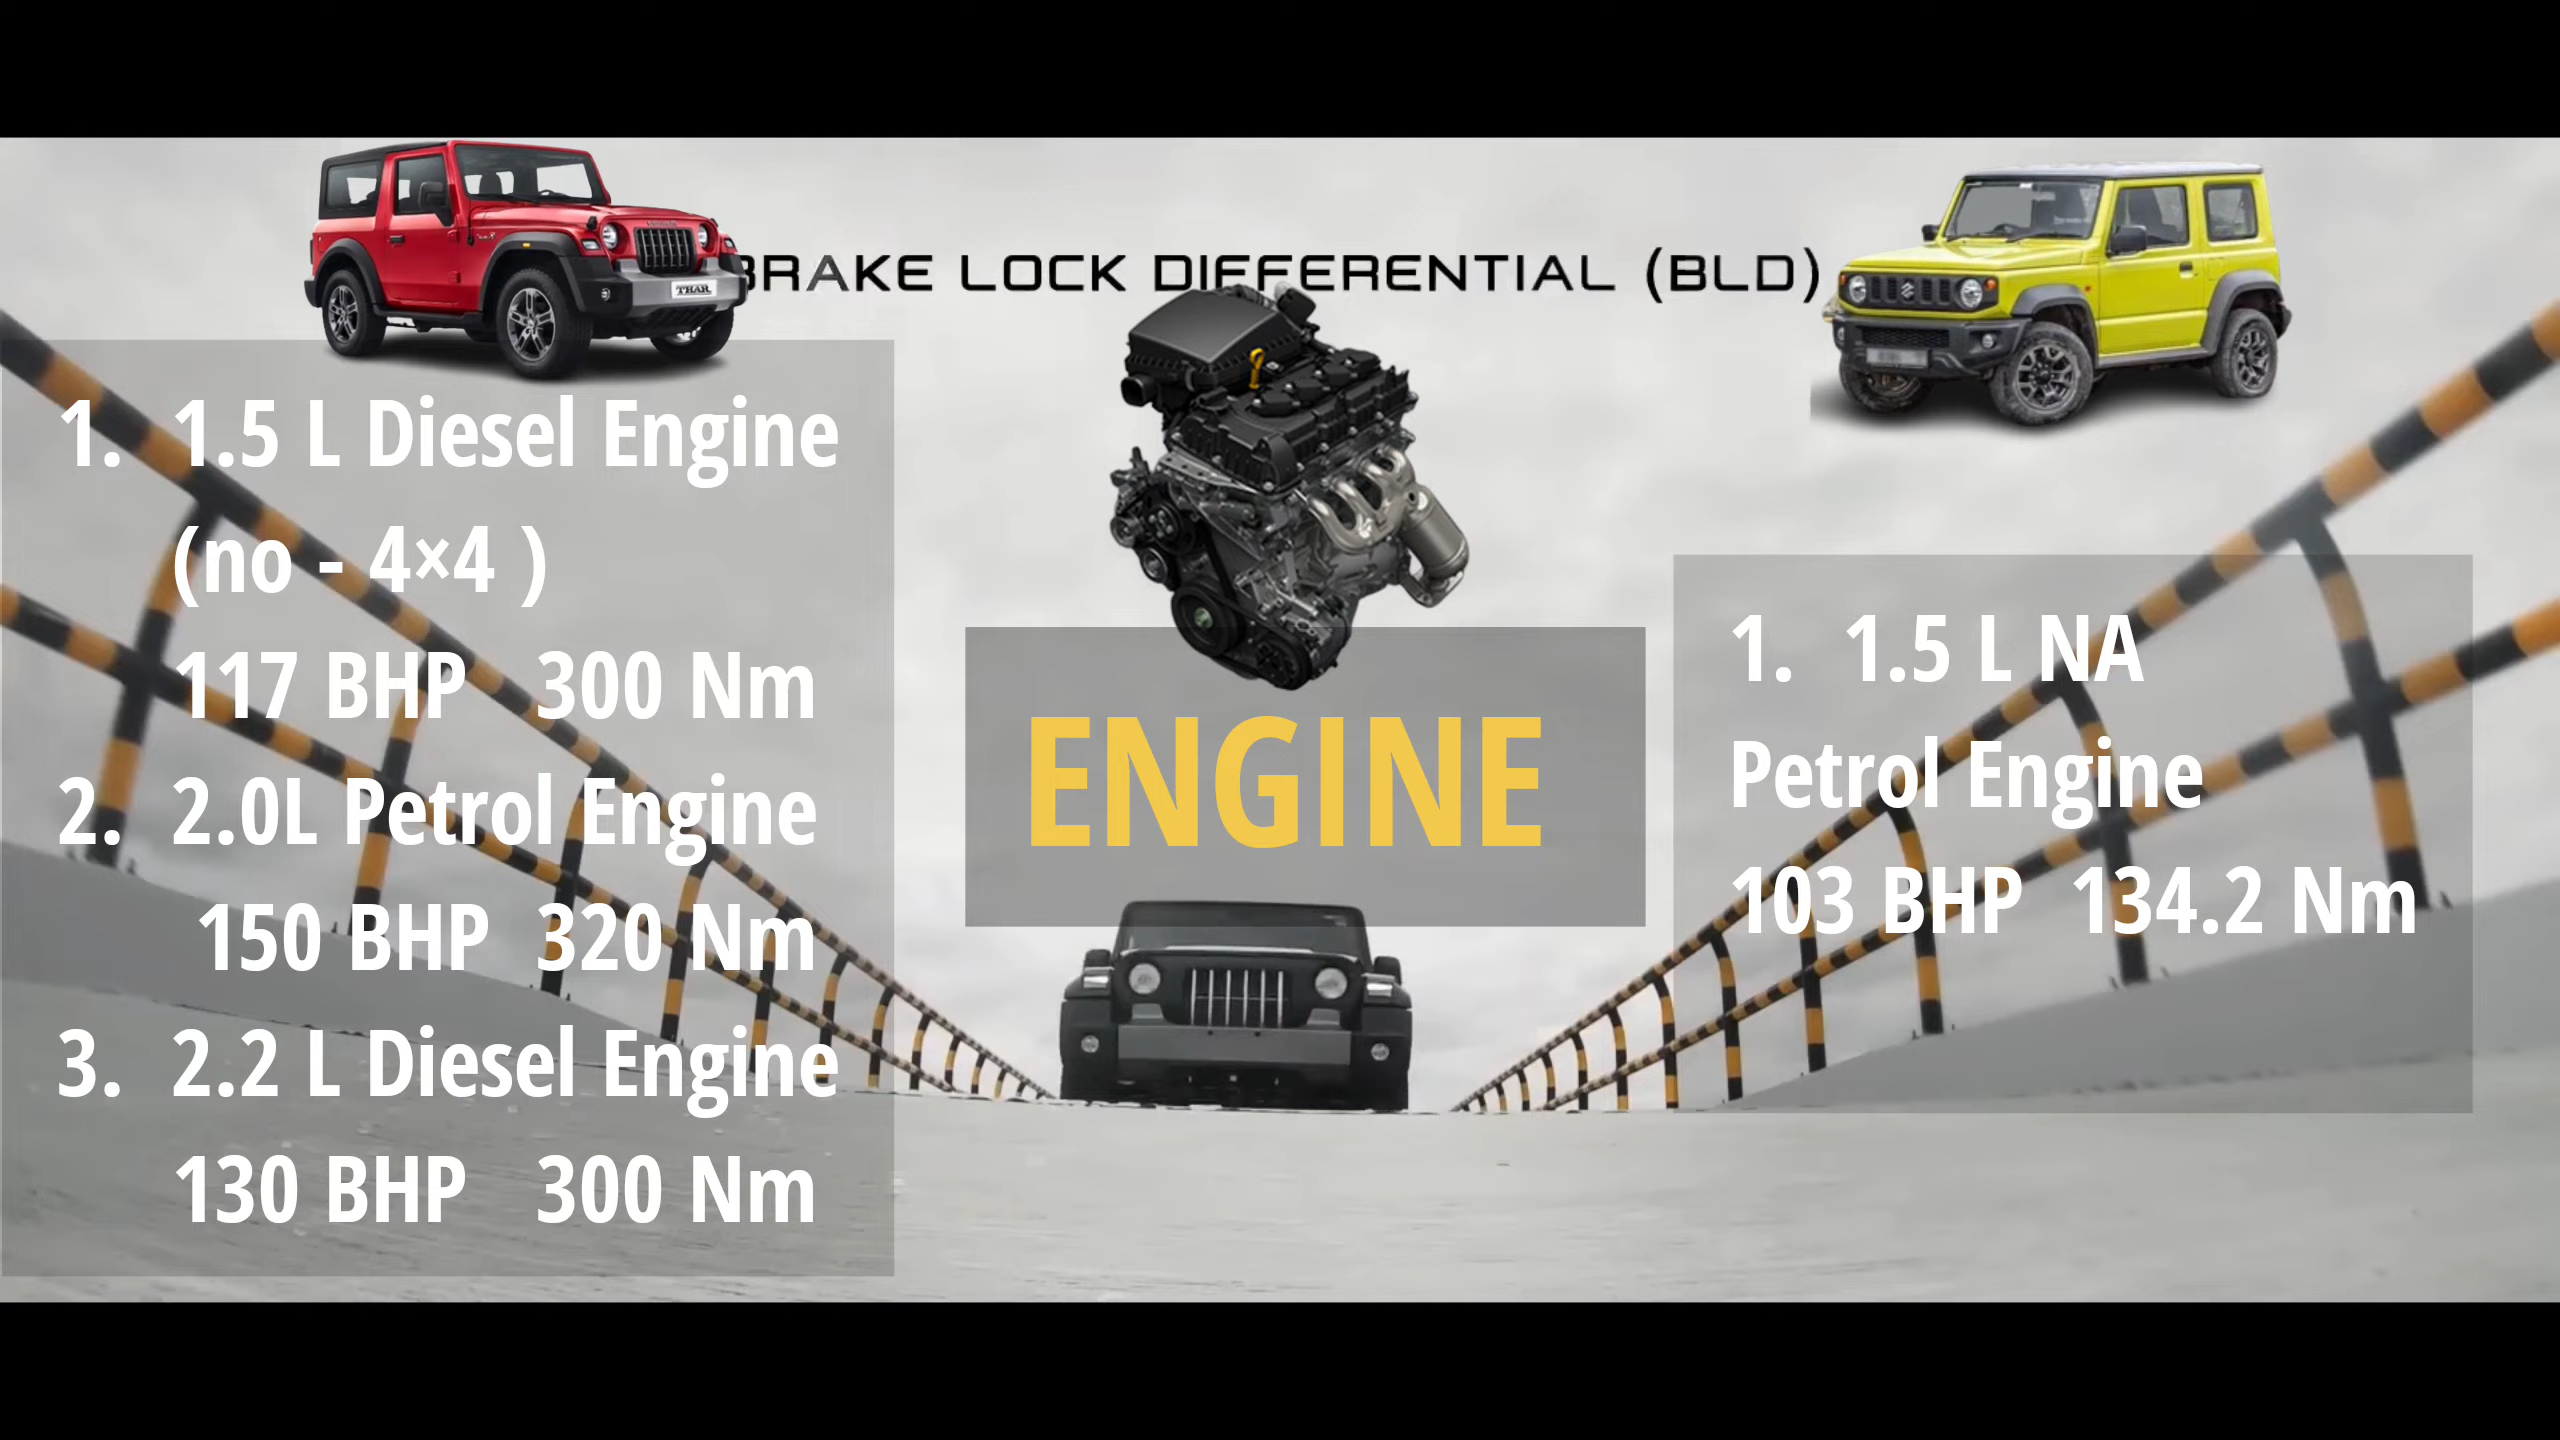 BRAKE LOCK DIFFERENTIAL (BLD)
THAR
1. 1.5 L Diesel Engine
(no - 4×4 )
117 BHP 300 Nm
2. 2.0L Petrol Engine
150 BHP 320 Nm
3. 2.2 L Diesel Engine
130 BHP 300 Nm
ENGINE
1. 1.5 L NA
Petrol Engine
103 BHP 134.2 Nm